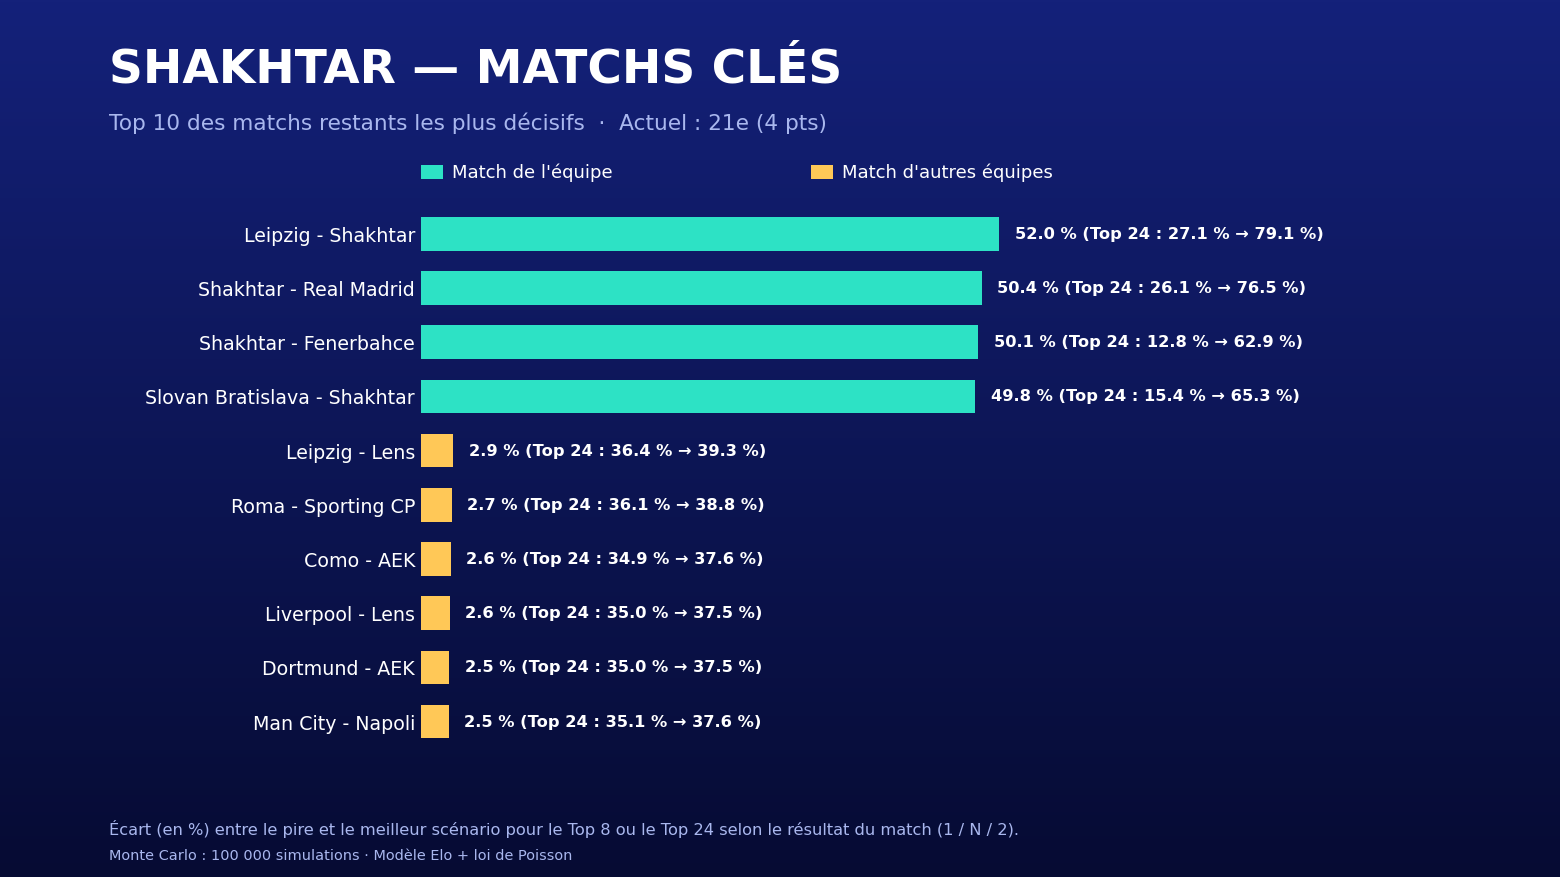 SHAKHTAR — MATCHS CLÉS
Top 10 des matchs restants les plus décisifs · Actuel : 21e (4 pts)
Match de l'équipe
Match d'autres équipes
Leipzig - Shakhtar 52.0 % (Top 24 : 27.1 % → 79.1 %)
Shakhtar - Real Madrid 50.4 % (Top 24 : 26.1 % → 76.5 %)
Shakhtar - Fenerbahce 50.1 % (Top 24 : 12.8 % → 62.9 %)
Slovan Bratislava - Shakhtar 49.8 % (Top 24 : 15.4 % → 65.3 %)
Leipzig - Lens 2.9 % (Top 24 : 36.4 % → 39.3 %)
Roma - Sporting CP 2.7 % (Top 24 : 36.1 % → 38.8 %)
Como - AEK 2.6 % (Top 24 : 34.9 % → 37.6 %)
Liverpool - Lens 2.6 % (Top 24 : 35.0 % → 37.5 %)
Dortmund - AEK 2.5 % (Top 24 : 35.0 % → 37.5 %)
Man City - Napoli 2.5 % (Top 24 : 35.1 % → 37.6 %)
Écart (en %) entre le pire et le meilleur scénario pour le Top 8 ou le Top 24 selon le résultat du match (1 / N / 2).
Monte Carlo : 100 000 simulations · Modèle Elo + loi de Poisson